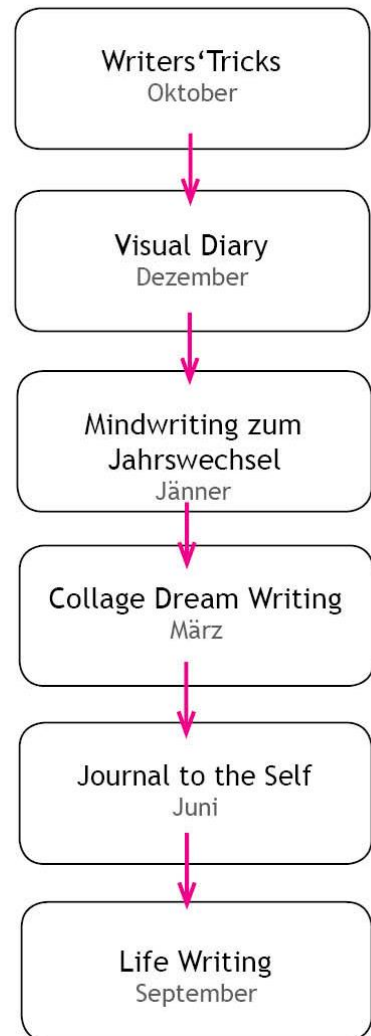 Writers‘Tricks
Oktober
Visual Diary
Dezember
Mindwriting zum
Jahrswechsel
Jänner
Collage Dream Writing
März
Journal to the Self
Juni
Life Writing
September